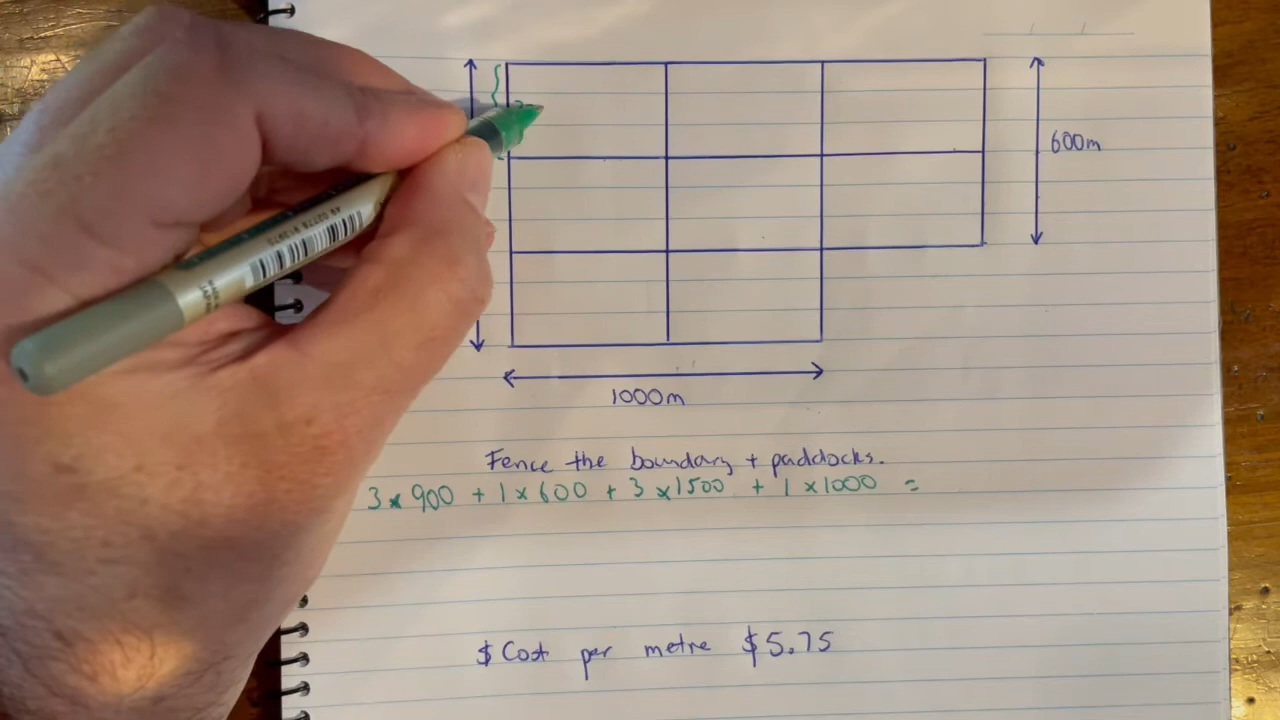 600m
1000m
Fence the boundary + paddocks.
3 x 900 + 1 x 600 + 3 x 1500 + 1 x 1000 =
$ Cost per metre $5.75